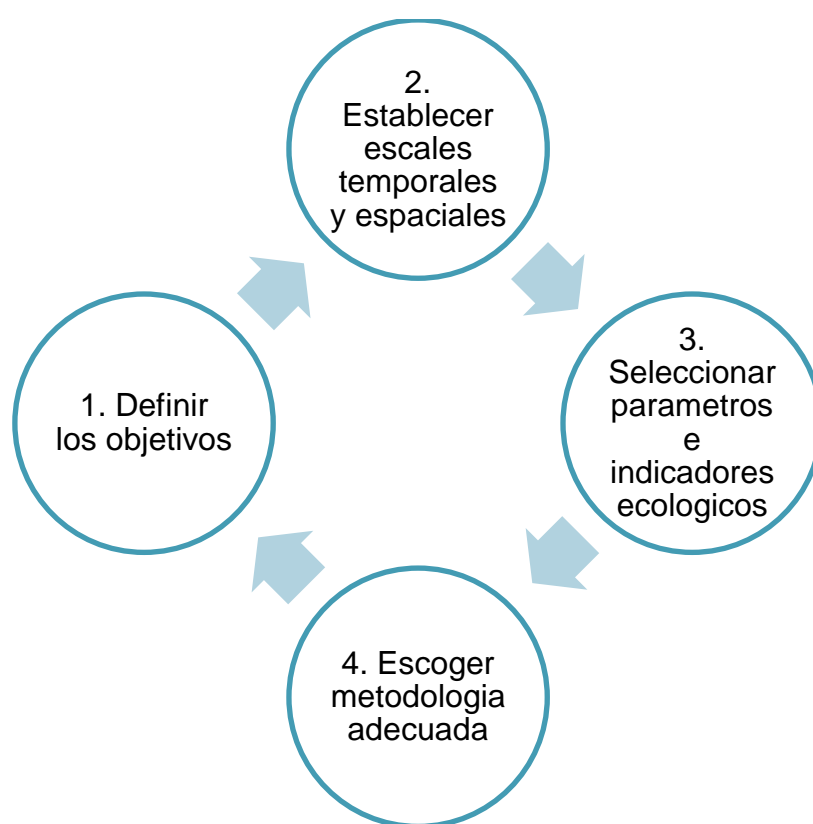 1. Definir
los objetivos
2.
Establecer
escales
temporales
y espaciales
3.
Seleccionar
parametros
e
indicadores
ecologicos
4. Escoger
metodologia
adecuada